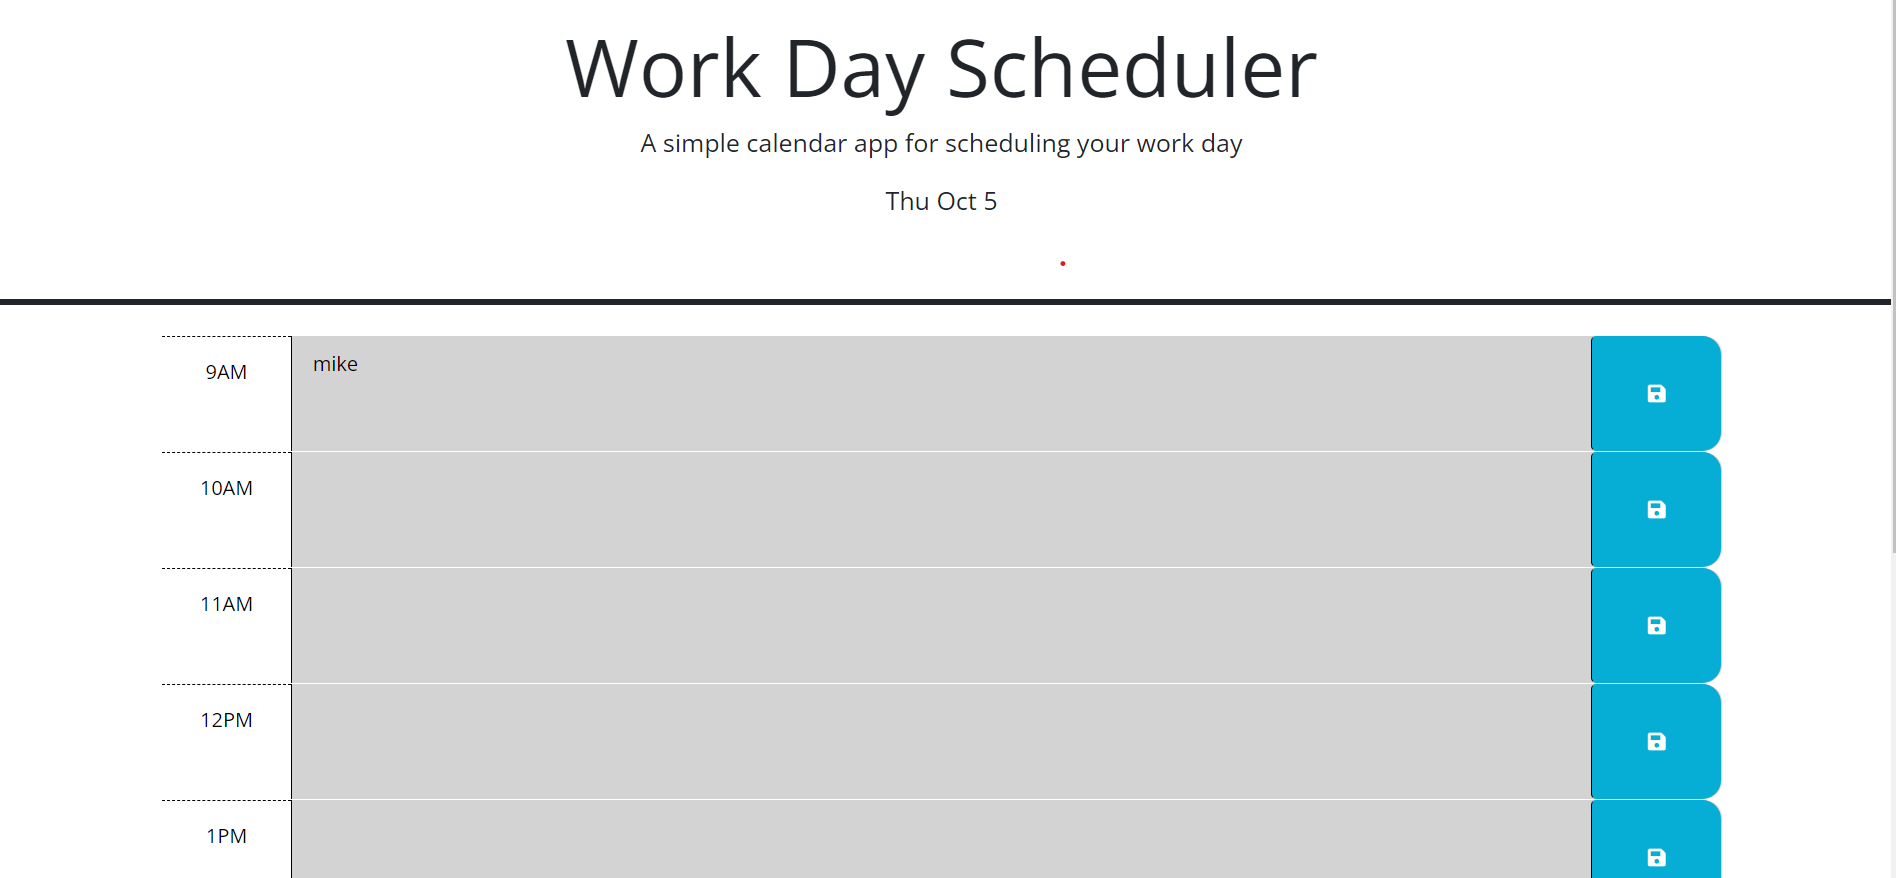 Work Day Scheduler
A simple calendar app for scheduling your work day
Thu Oct 5
9AM
mike
10AM
11AM
12PM
1PM